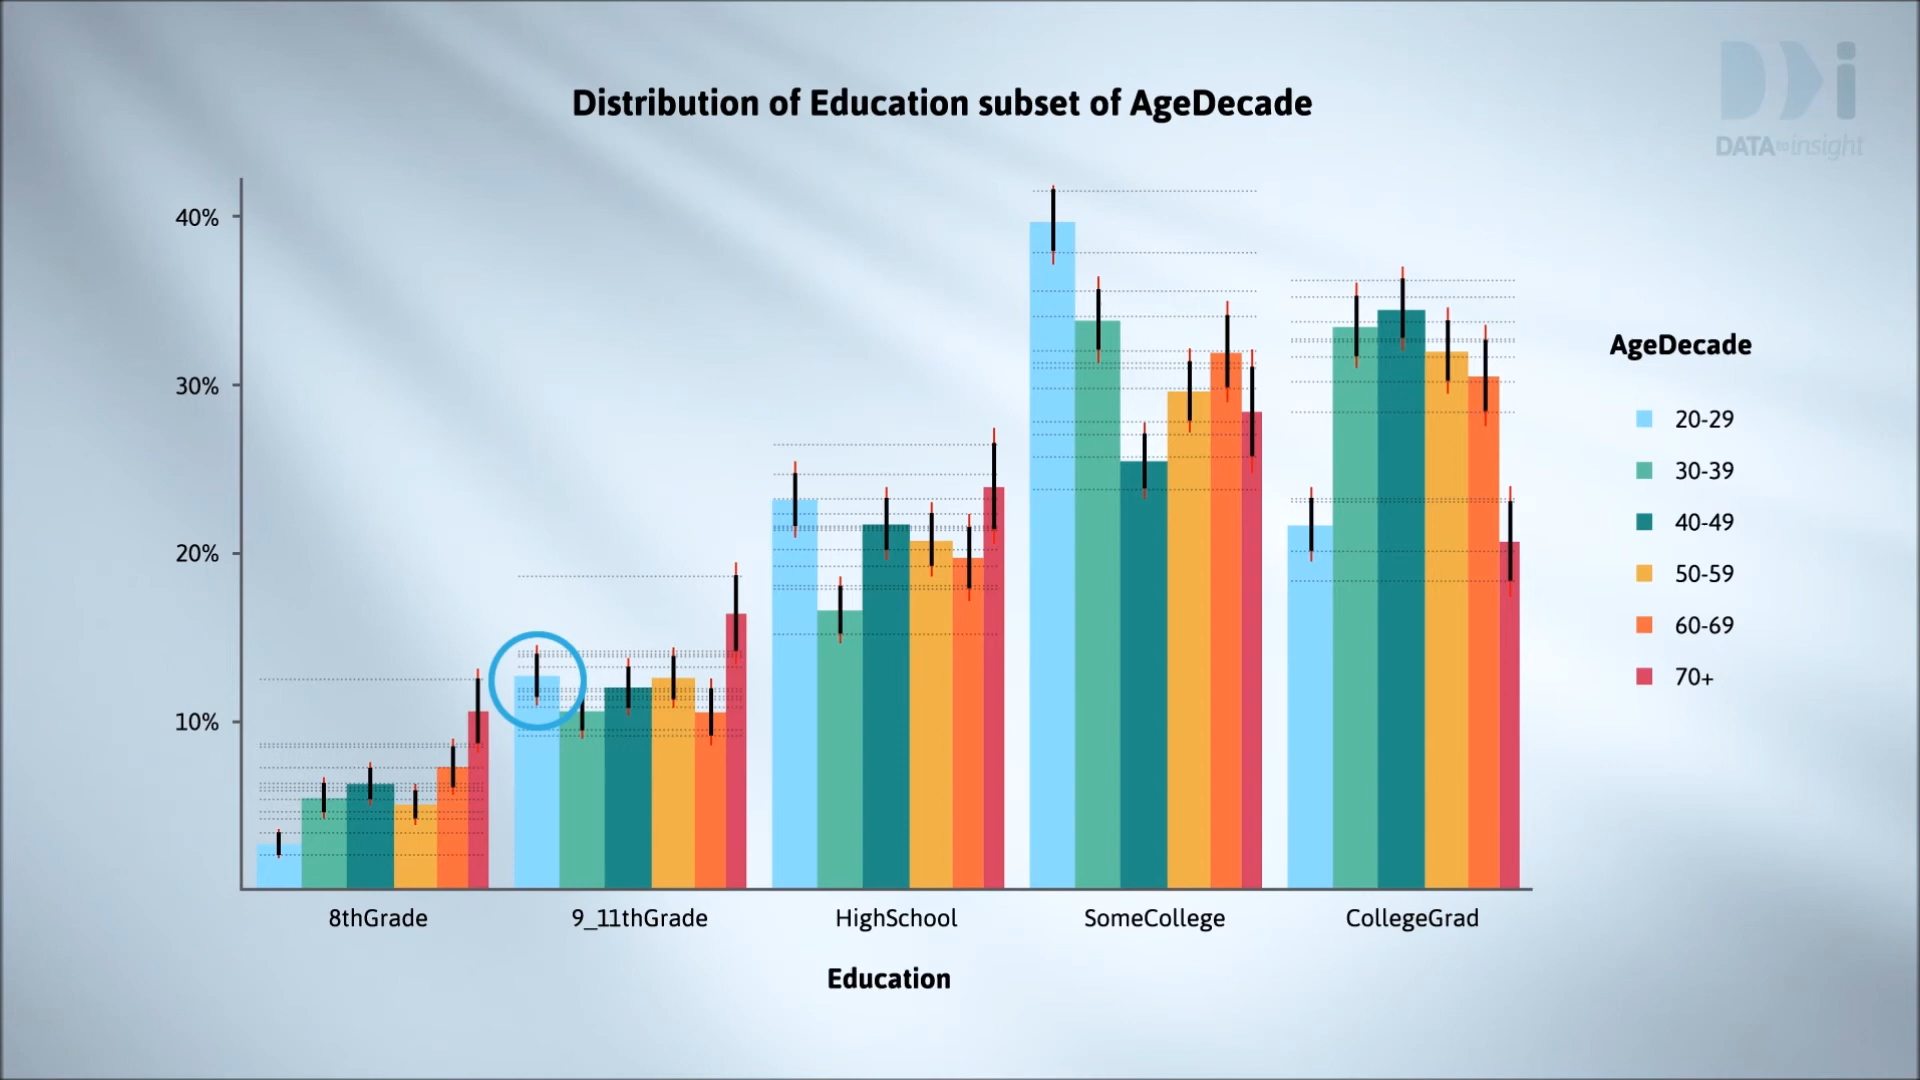 Distribution of Education subset of AgeDecade
DATA TO insight
40%
30%
20%
10%
8thGrade
9_11thGrade
HighSchool
SomeCollege
CollegeGrad
Education
AgeDecade
20-29
30-39
40-49
50-59
60-69
70+